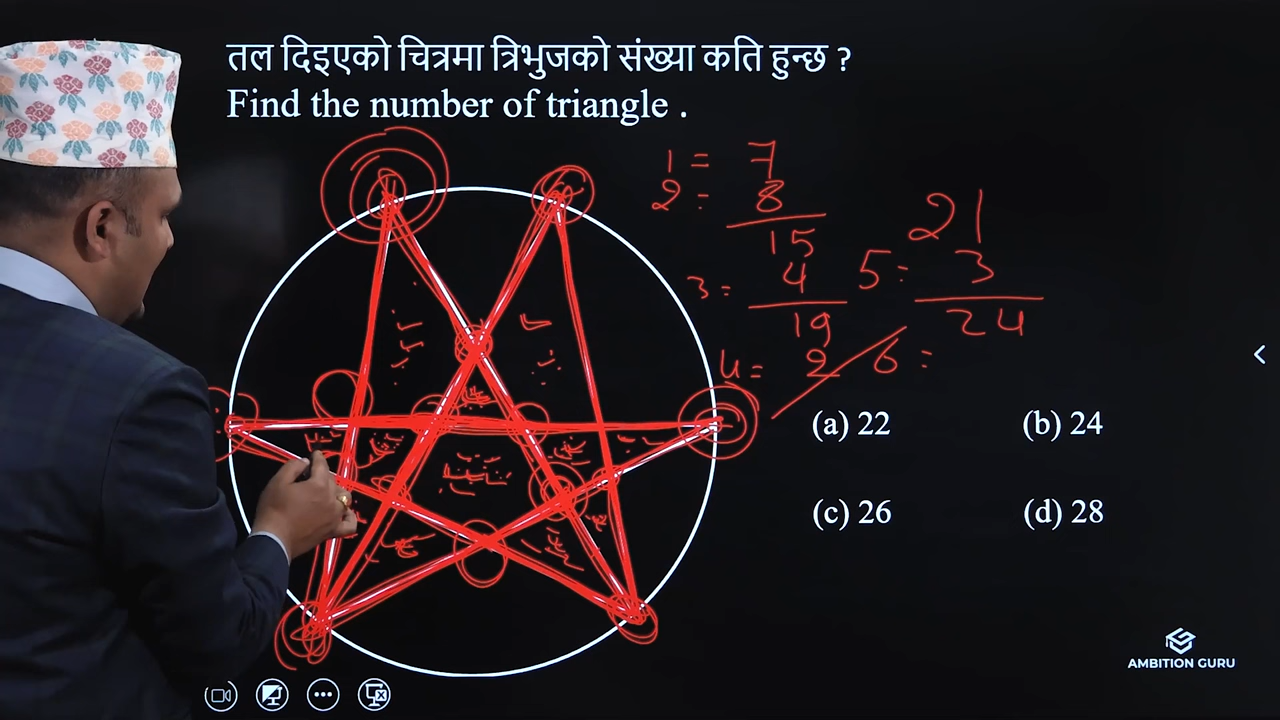 तल दिइएको चित्रमा त्रिभुजको संख्या कति हुन्छ ?
Find the number of triangle .
1 = 7
2 = 8
15
3 = 4
19
4 = 2
21
5 = 3
24
6 =
(a) 22
(b) 24
(c) 26
(d) 28
AMBITION GURU